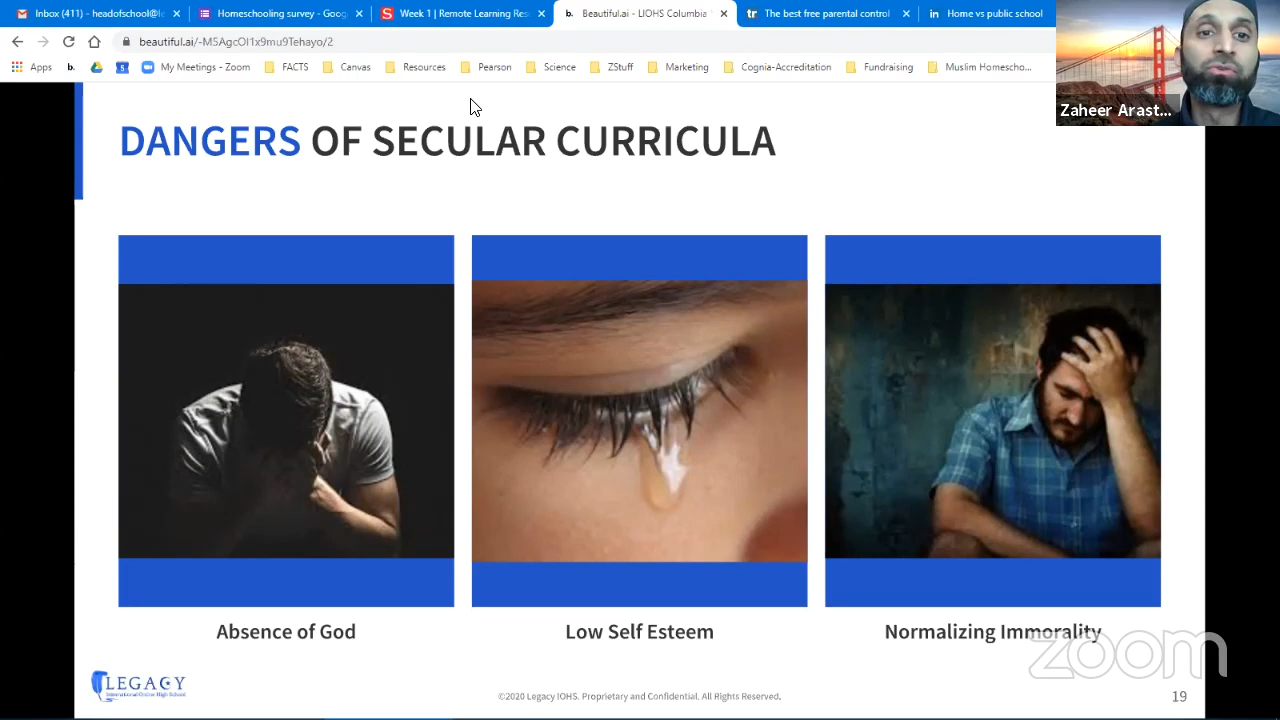 Inbox (411) - headofschool@le
Homeschooling survey - Goog
Week 1 | Remote Learning Res
Beautiful.ai - LIOHS Columbia
The best free parental control
Home vs public school
beautiful.ai/-M5AgcOI1x9mu9Tehayo/2
Apps
My Meetings - Zoom
FACTS
Canvas
Resources
Pearson
Science
ZStuff
Marketing
Cognia-Accreditation
Fundraising
Muslim Homescho...
Zaheer Arast...
DANGERS OF SECULAR CURRICULA
Absence of God
Low Self Esteem
Normalizing Immorality
zoom
LEGACY
International Online High School
©2020 Legacy IOHS. Proprietary and Confidential. All Rights Reserved.
19